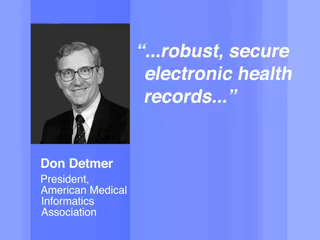 “...robust, secure
electronic health
records...”
Don Detmer
President,
American Medical
Informatics
Association